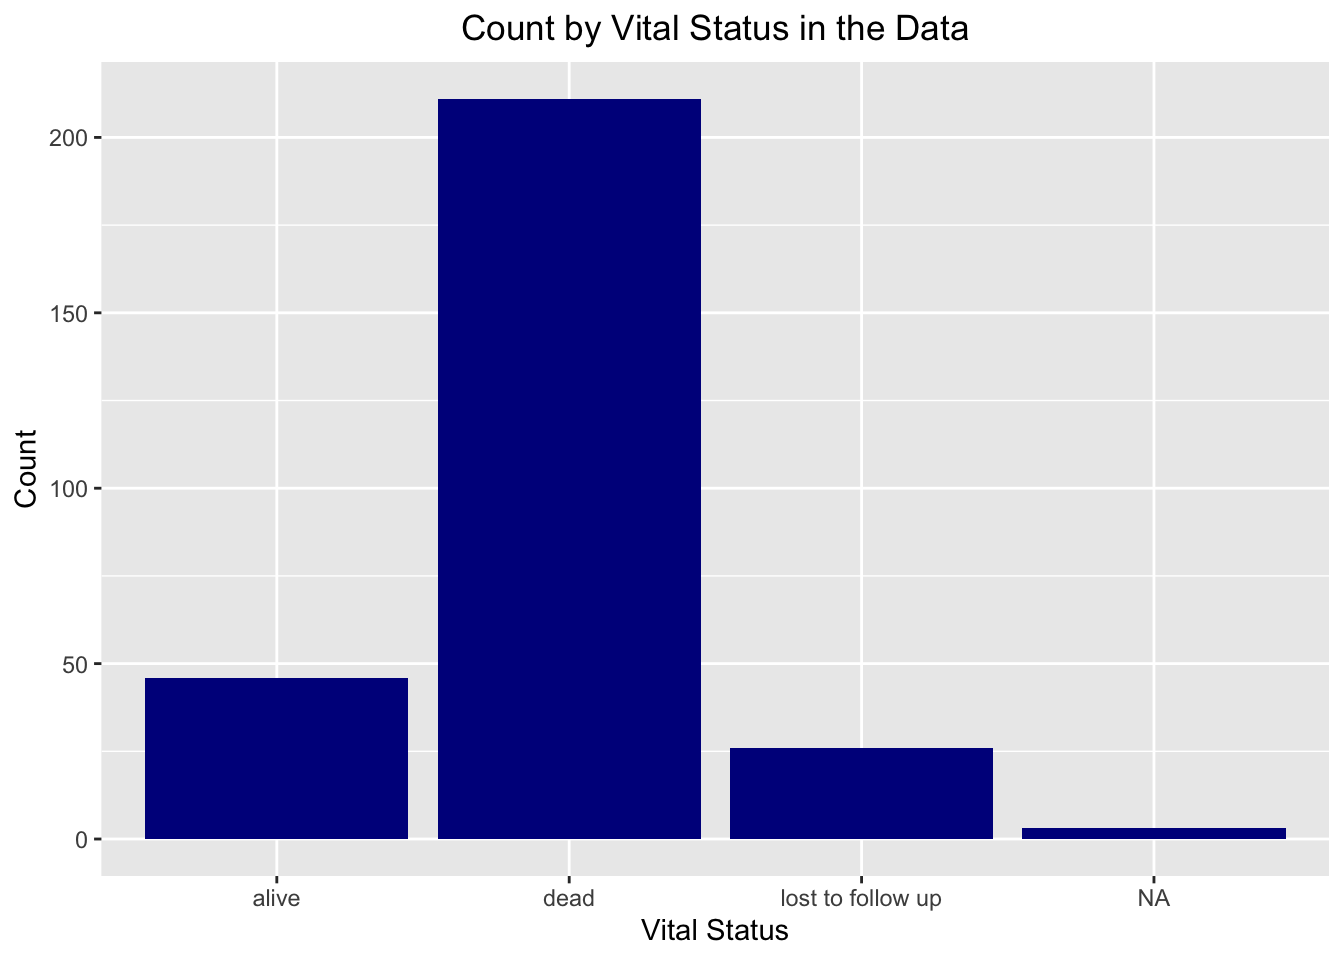 Count by Vital Status in the Data
Count
200
150
100
50
0
alive dead lost to follow up NA
Vital Status